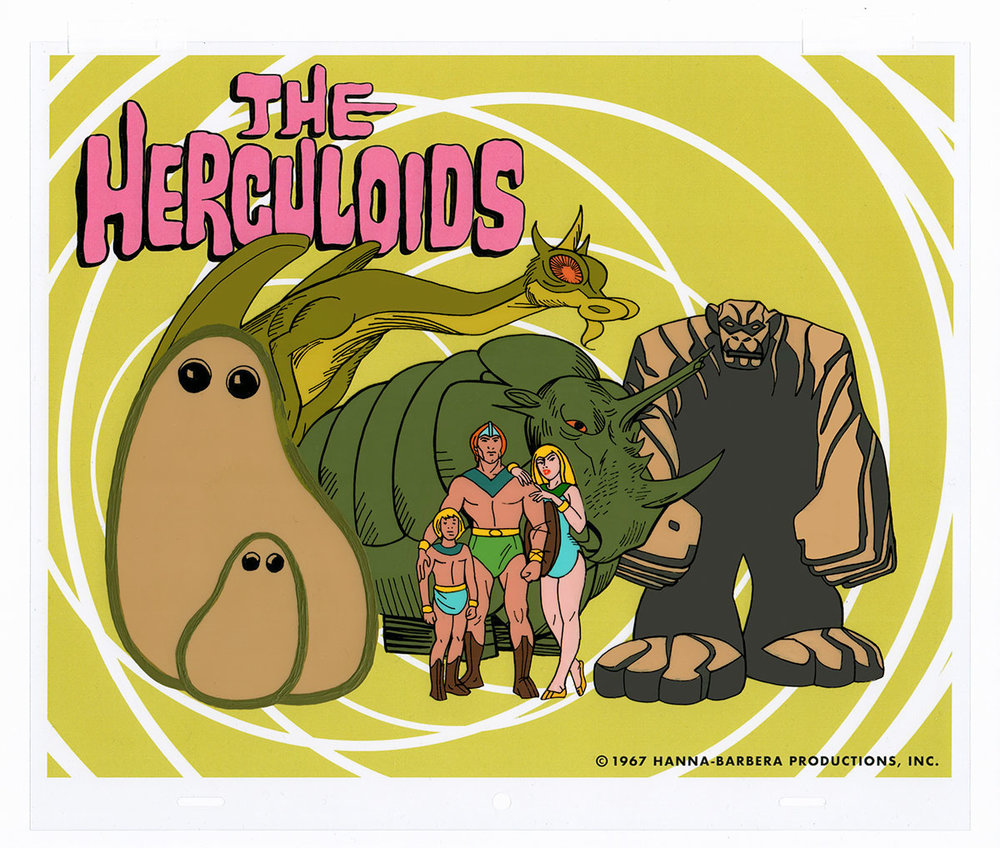 THE
HERCULOIDS
© 1967 HANNA-BARBERA PRODUCTIONS, INC.